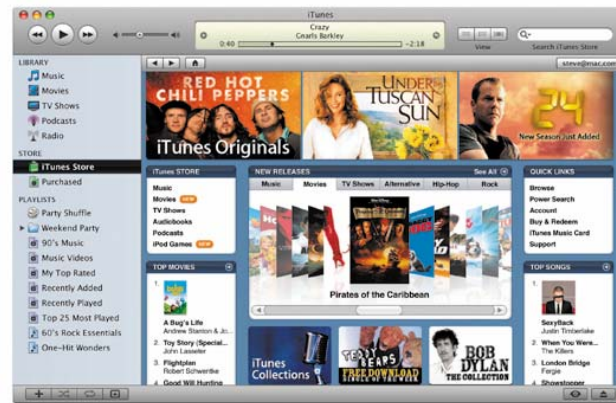 iTunes
Crazy
Gnarls Barkley
0:40
-2:18
View
Search iTunes Store
LIBRARY
Music
Movies
TV Shows
Podcasts
Radio
STORE
iTunes Store
Purchased
PLAYLISTS
Party Shuffle
Weekend Party
90's Music
Music Videos
My Top Rated
Recently Added
Recently Played
Top 25 Most Played
60's Rock Essentials
One-Hit Wonders
steve@mac.com
RED HOT
CHILI PEPPERS
iTunes Originals
UNDER THE
TUSCAN
SUN
24
New Season Just Added
iTunes STORE
Music
Movies NEW
TV Shows
Audiobooks
Podcasts
iPod Games NEW
NEW RELEASES
See All
Music Movies TV Shows Alternative Hip-Hop Rock
Pirates of the Caribbean
QUICK LINKS
Browse
Power Search
Account
Buy & Redeem
iTunes Music Card
Support
TOP MOVIES
1.
A Bug's Life
Andrew Stanton & Jo...
2. Toy Story (Special...
John Lasseter
3. Flightplan
Robert Schwentke
4. Good Will Hunting
iTunes
Collections
TEDDY
GEIGER
FREE DOWNLOAD
SINGLE OF THE WEEK
BOB
DYLAN
THE COLLECTION
TOP SONGS
1.
SexyBack
Justin Timberlake
2. When You Were...
The Killers
3. London Bridge
Fergie
4. Showstopper